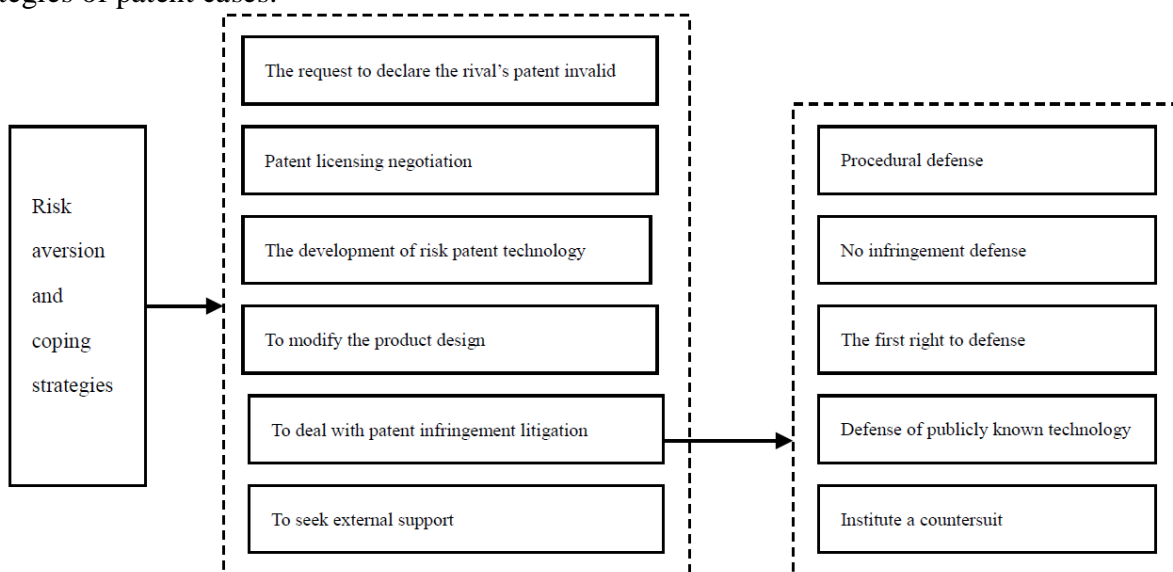 of patent cases.
Risk
aversion
and
coping
strategies
The request to declare the rival's patent invalid
Patent licensing negotiation
The development of risk patent technology
To modify the product design
To deal with patent infringement litigation
To seek external support
Procedural defense
No infringement defense
The first right to defense
Defense of publicly known technology
Institute a countersuit